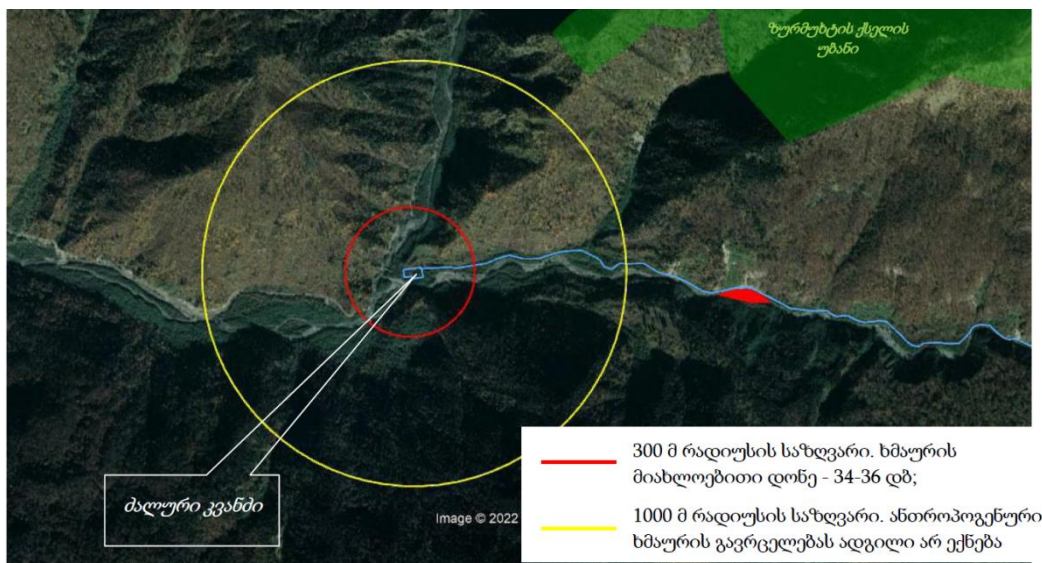 ზურმუხტის ქსელის
უბანი
ძალური კვანძი
Image © 2022
300 მ რადიუსის საზღვარი. ხმაურის
მიახლოებითი დონე - 34-36 დბ;
1000 მ რადიუსის საზღვარი. ანთროპოგენური
ხმაურის გავრცელებას ადგილი არ ექნება